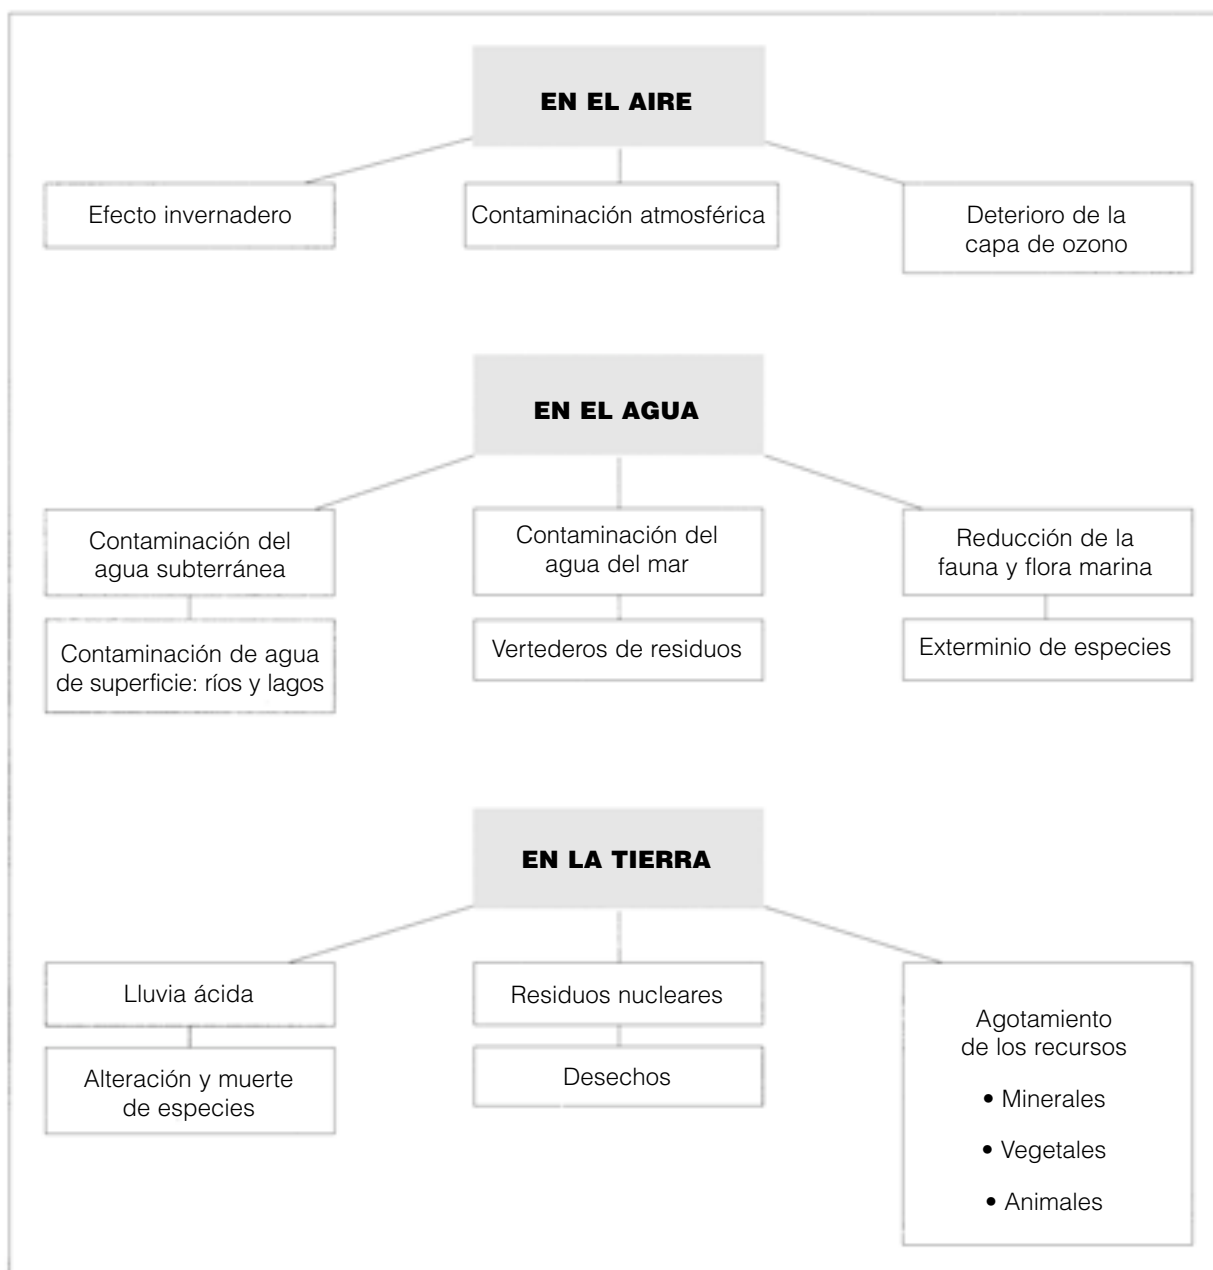 EN EL AIRE
Efecto invernadero
Contaminación atmosférica
Deterioro de la
capa de ozono
EN EL AGUA
Contaminación del
agua subterránea
Contaminación del
agua del mar
Reducción de la
fauna y flora marina
Contaminación de agua
de superficie: ríos y lagos
Vertederos de residuos
Exterminio de especies
EN LA TIERRA
Lluvia ácida
Residuos nucleares
Agotamiento
de los recursos
• Minerales
• Vegetales
• Animales
Alteración y muerte
de especies
Desechos